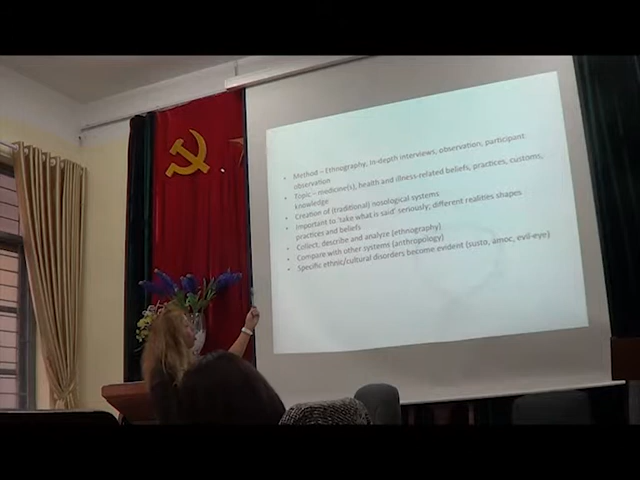 • Method – Ethnography, in-depth interviews, observation, participant
observation
• Topic – medicine(s), health and illness-related beliefs, practices, customs,
knowledge
• Creation of (traditional) nosological systems
• Important to 'take what is said' seriously; different realities shapes
practices and beliefs
• Collect, describe and analyze (ethnography)
• Compare with other systems (anthropology)
• Specific ethnic/cultural disorders become evident (susto, amoc, evil-eye)